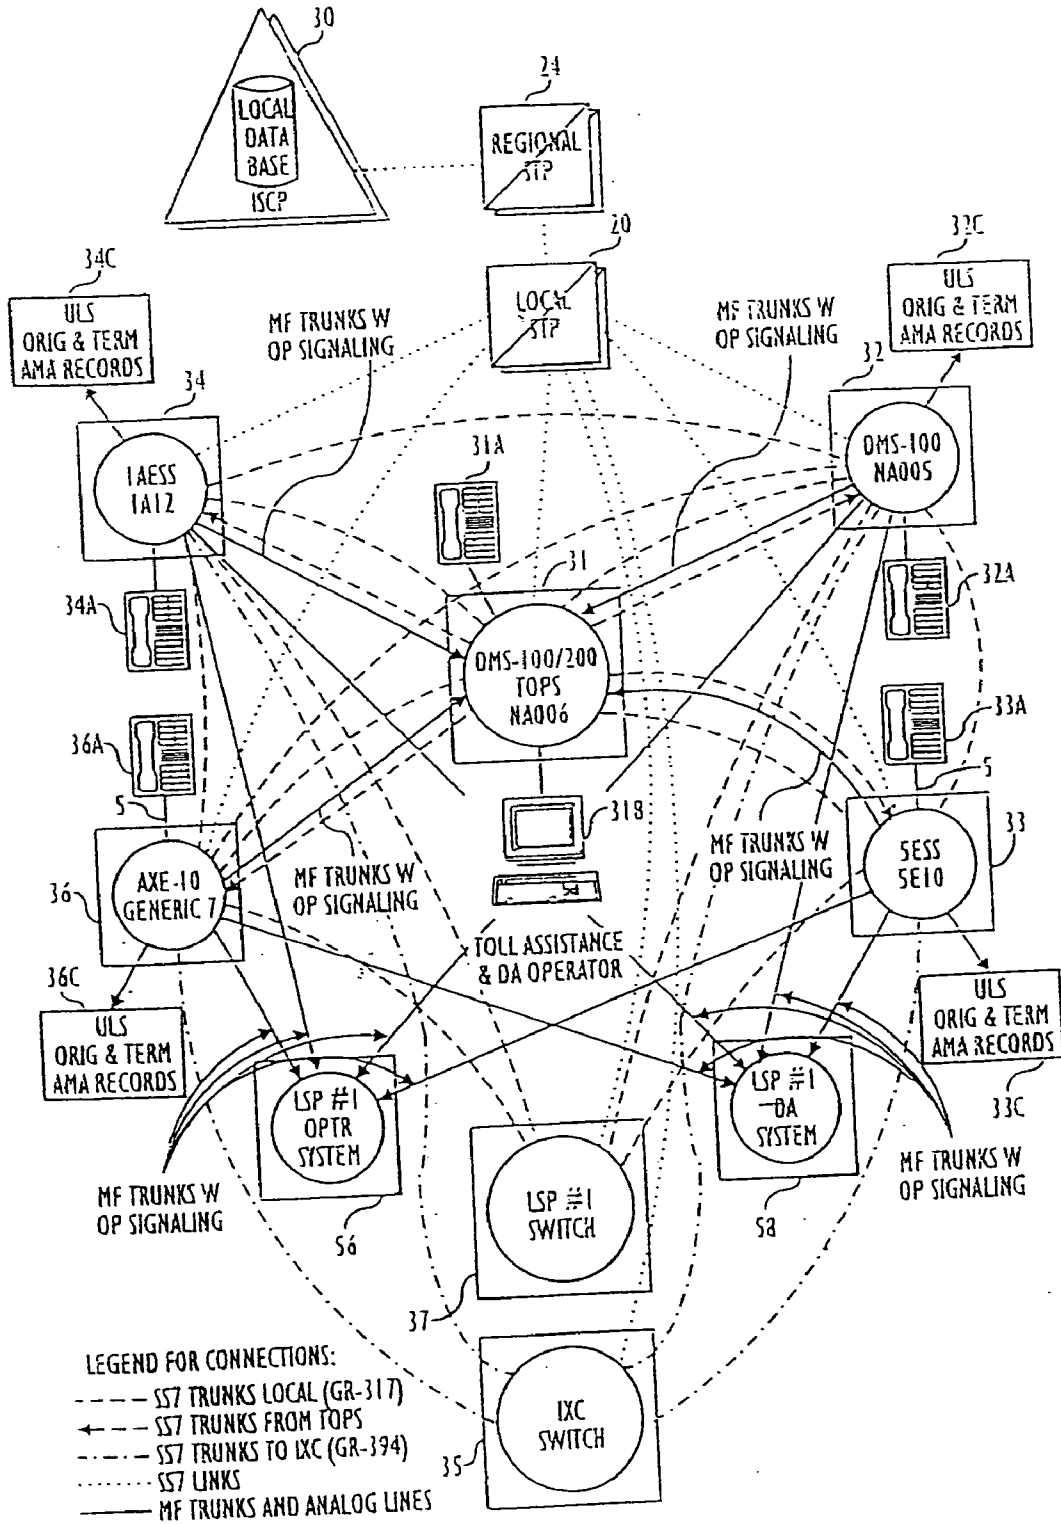 30
LOCAL
DATA
BASE
ISCP
24
REGIONAL
STP
20
LOCAL
STP
34C
ULS
ORIG & TERM
AMA RECORDS
32C
ULS
ORIG & TERM
AMA RECORDS
MF TRUNKS W
OP SIGNALING
MF TRUNKS W
OP SIGNALING
34
1AESS
1A12
32
DMS-100
NA005
31A
31
DMS-100/200
TOPS
NA006
34A
32A
36A
33A
5
5
31B
TOLL ASSISTANCE
& DA OPERATOR
MF TRUNKS W
OP SIGNALING
MF TRUNKS W
OP SIGNALING
36
AXE-10
GENERIC 7
33
5ESS
5E10
36C
ULS
ORIG & TERM
AMA RECORDS
ULS
ORIG & TERM
AMA RECORDS
33C
LSP #1
OPTR
SYSTEM
56
LSP #1
DA
SYSTEM
58
MF TRUNKS W
OP SIGNALING
MF TRUNKS W
OP SIGNALING
LSP #1
SWITCH
37
IXC
SWITCH
35
LEGEND FOR CONNECTIONS:
SS7 TRUNKS LOCAL (GR-317)
SS7 TRUNKS FROM TOPS
SS7 TRUNKS TO IXC (GR-394)
SS7 LINKS
MF TRUNKS AND ANALOG LINES